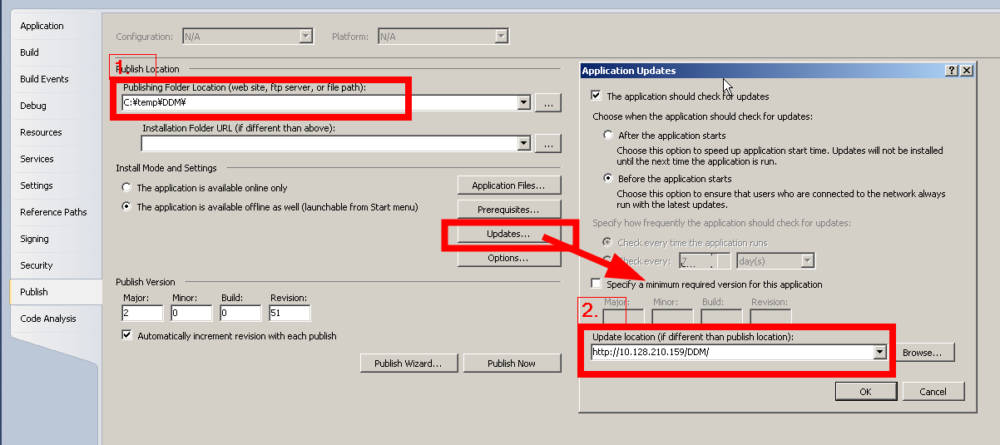 Application
Build
Build Events
Debug
Resources
Services
Settings
Reference Paths
Signing
Security
Publish
Code Analysis
Configuration: N/A Platform: N/A
1.
Publish Location
Publishing Folder Location (web site, ftp server, or file path):
C:¥temp¥DDM¥
...
Installation Folder URL (if different than above):
...
Install Mode and Settings
The application is available online only
The application is available offline as well (launchable from Start menu)
Application Files...
Prerequisites...
Updates...
Options...
Publish Version
Major: Minor: Build: Revision:
2 0 0 51
Automatically increment revision with each publish
Publish Wizard... Publish Now
Application Updates
The application should check for updates
Choose when the application should check for updates:
After the application starts
Choose this option to speed up application start time. Updates will not be installed
until the next time the application is run.
Before the application starts
Choose this option to ensure that users who are connected to the network always
run with the latest updates.
Specify how frequently the application should check for updates:
Check every time the application runs
Check every: 7 day(s)
Specify a minimum required version for this application
2.
Major: Minor: Build: Revision:
Update location (if different than publish location):
http://10.128.210.159/DDM/
Browse...
OK Cancel